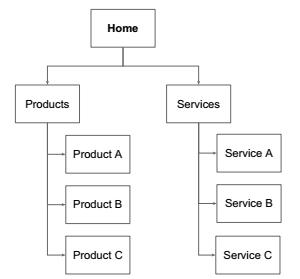 Home
Products
Services
Product A
Service A
Product B
Service B
Product C
Service C